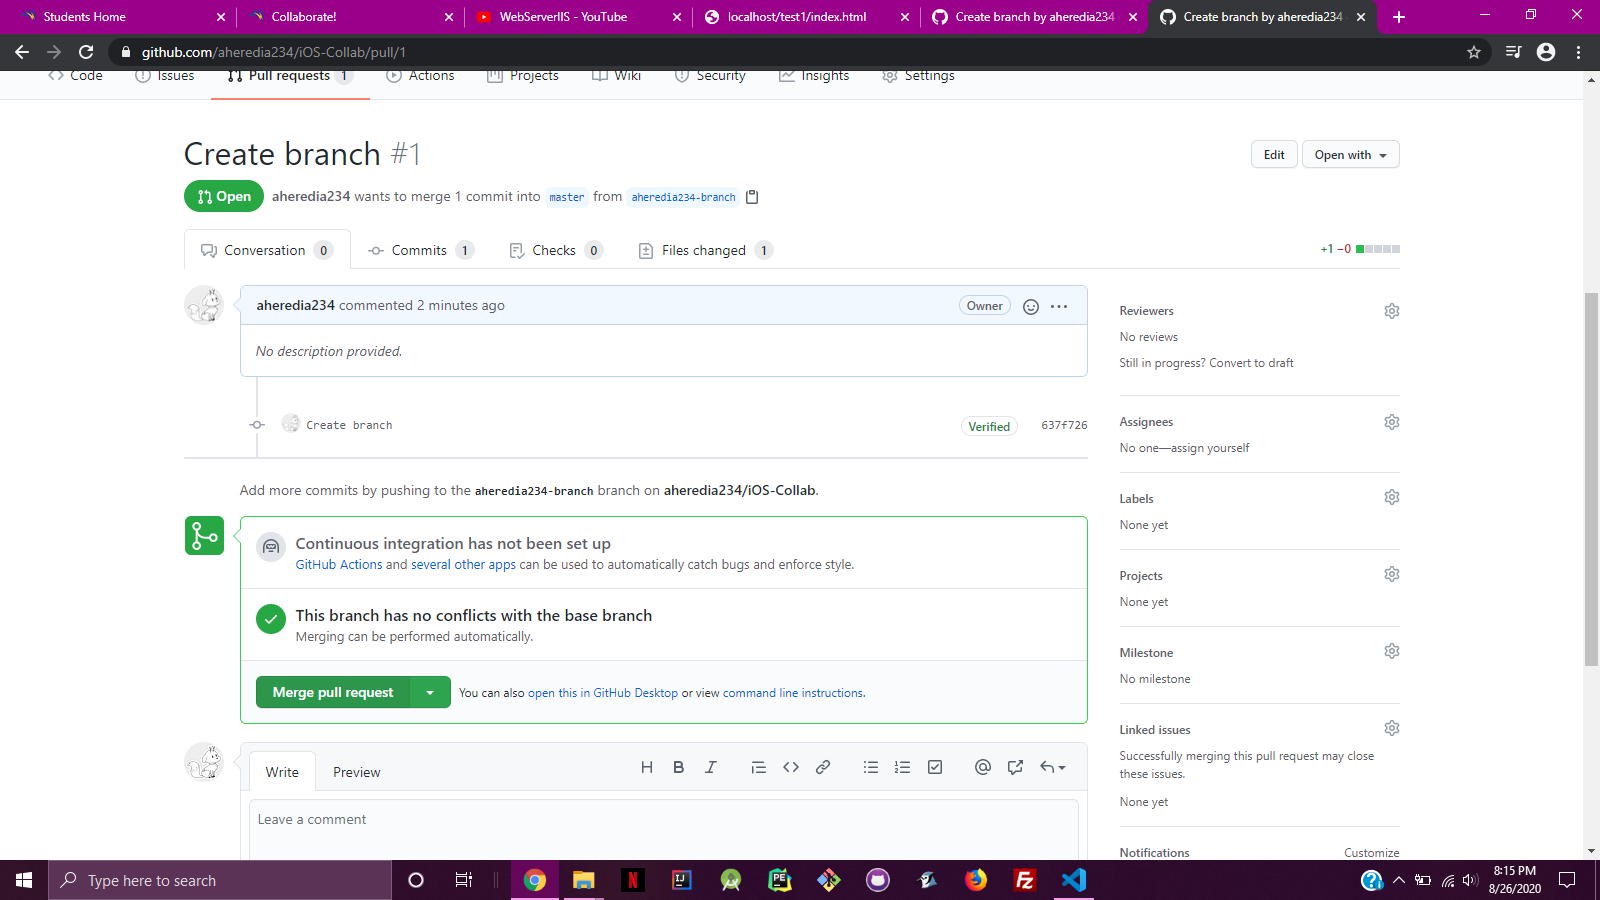 Students Home
Collaborate!
WebServerIIS - YouTube
localhost/test1/index.html
Create branch by aheredia234
Create branch by aheredia234
github.com/aheredia234/iOS-Collab/pull/1
Code
Issues
Pull requests 1
Actions
Projects
Wiki
Security
Insights
Settings
Create branch #1
Edit
Open with
Open
aheredia234 wants to merge 1 commit into master from aheredia234-branch
Conversation 0
Commits 1
Checks 0
Files changed 1
+1 −0
aheredia234 commented 2 minutes ago
Owner
No description provided.
Create branch
Verified
637f726
Add more commits by pushing to the aheredia234-branch branch on aheredia234/iOS-Collab.
Continuous integration has not been set up
GitHub Actions and several other apps can be used to automatically catch bugs and enforce style.
This branch has no conflicts with the base branch
Merging can be performed automatically.
Merge pull request
You can also open this in GitHub Desktop or view command line instructions.
Write
Preview
Leave a comment
Reviewers
No reviews
Still in progress? Convert to draft
Assignees
No one—assign yourself
Labels
None yet
Projects
None yet
Milestone
No milestone
Linked issues
Successfully merging this pull request may close
these issues.
None yet
Notifications
Customize
Type here to search
8:15 PM
8/26/2020